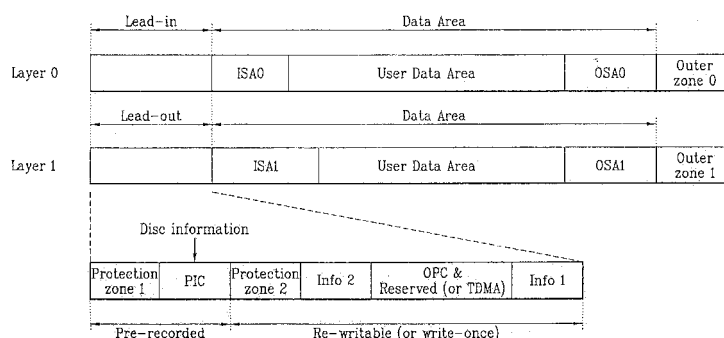 Lead-in Data Area
Layer 0 ISA0 User Data Area OSA0 Outer zone 0
Lead-out Data Area
Layer 1 ISA1 User Data Area OSA1 Outer zone 1
Disc information
Protection zone 1 PIC Protection zone 2 Info 2 OPC & Reserved (or TDMA) Info 1
Pre-recorded Re-writable (or write-once)